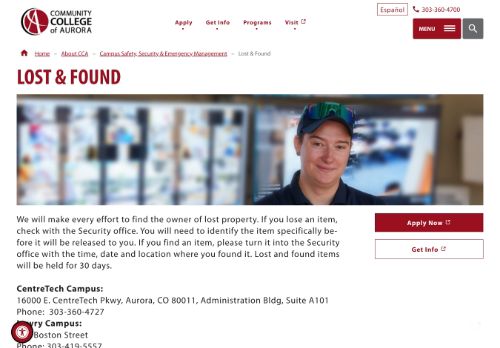 COMMUNITY
COLLEGE
of AURORA
Apply
Get Info
Programs
Visit
Español
303-360-4700
MENU
Home – About CCA – Campus Safety, Security & Emergency Management – Lost & Found
LOST & FOUND
We will make every effort to find the owner of lost property. If you lose an item,
check with the Security office. You will need to identify the item specifically be-
fore it will be released to you. If you find an item, please turn it into the Security
office with the time, date and location where you found it. Lost and found items
will be held for 30 days.
Apply Now
Get Info
CentreTech Campus:
16000 E. CentreTech Pkwy, Aurora, CO 80011, Administration Bldg, Suite A101
Phone: 303-360-4727
Lowry Campus:
Boston Street
Phone: 303-419-5557